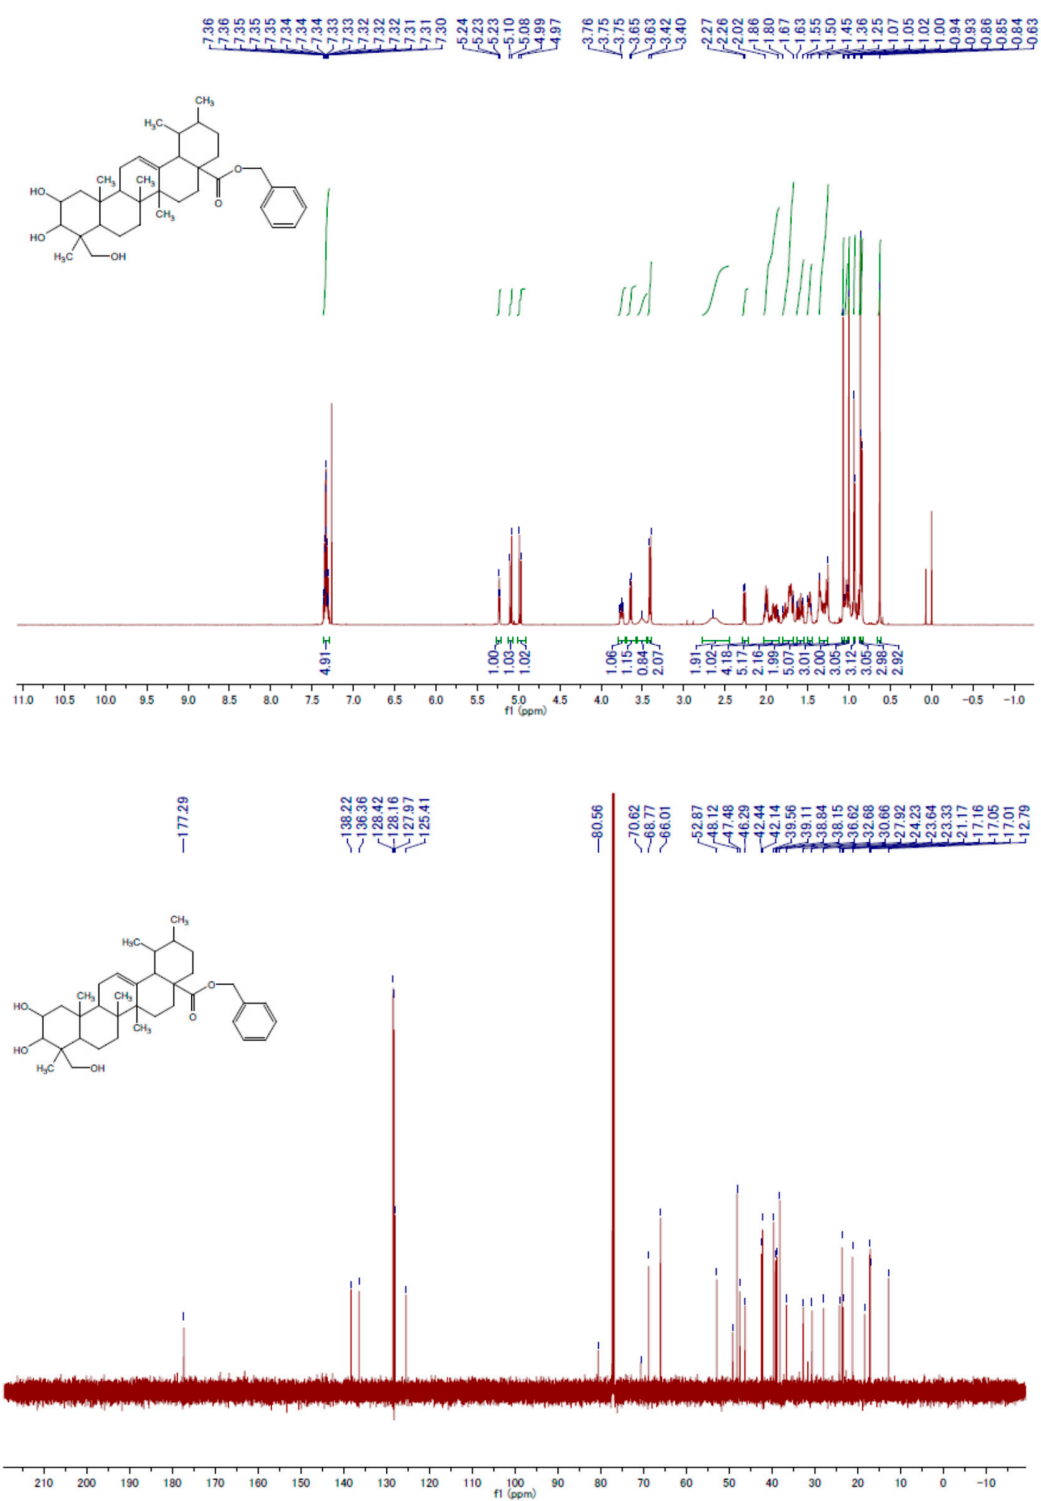 7.36 7.36 7.35 7.35 7.35 7.34 7.34 7.34 7.33 7.33 7.32 7.32 7.32 7.31 7.31 7.30 5.24 5.23 5.23 5.10 5.08 4.99 4.97 3.76 3.75 3.75 3.65 3.63 3.42 3.40 2.27 2.26 2.02 1.86 1.80 1.67 1.63 1.55 1.50 1.45 1.36 1.25 1.07 1.05 1.02 1.00 0.94 0.93 0.86 0.85 0.84 0.63
CH₃
H₃C
CH₃ CH₃
O
HO
O
CH₃
HO
H₃C OH
4.91 1.00 1.03 1.02 1.06 1.15 0.84 2.07 1.91 1.02 4.18 5.17 2.16 1.99 5.07 3.01 2.00 3.05 3.12 3.05 2.98 2.92
11.0 10.5 10.0 9.5 9.0 8.5 8.0 7.5 7.0 6.5 6.0 5.5 5.0 4.5 4.0 3.5 3.0 2.5 2.0 1.5 1.0 0.5 0.0 -0.5 -1.0
f1 (ppm)
177.29 138.22 136.36 128.42 128.16 127.97 125.41 80.56 70.62 68.77 66.01 52.87 48.12 47.48 46.29 42.44 42.14 39.56 39.11 38.84 38.15 36.62 32.68 30.66 27.92 24.23 23.64 23.33 21.17 17.16 17.05 17.01 12.79
CH₃
H₃C
O
CH₃ CH₃
HO
O
CH₃
HO
H₃C OH
210 200 190 180 170 160 150 140 130 120 110 100 90 80 70 60 50 40 30 20 10 0 -10
f1 (ppm)